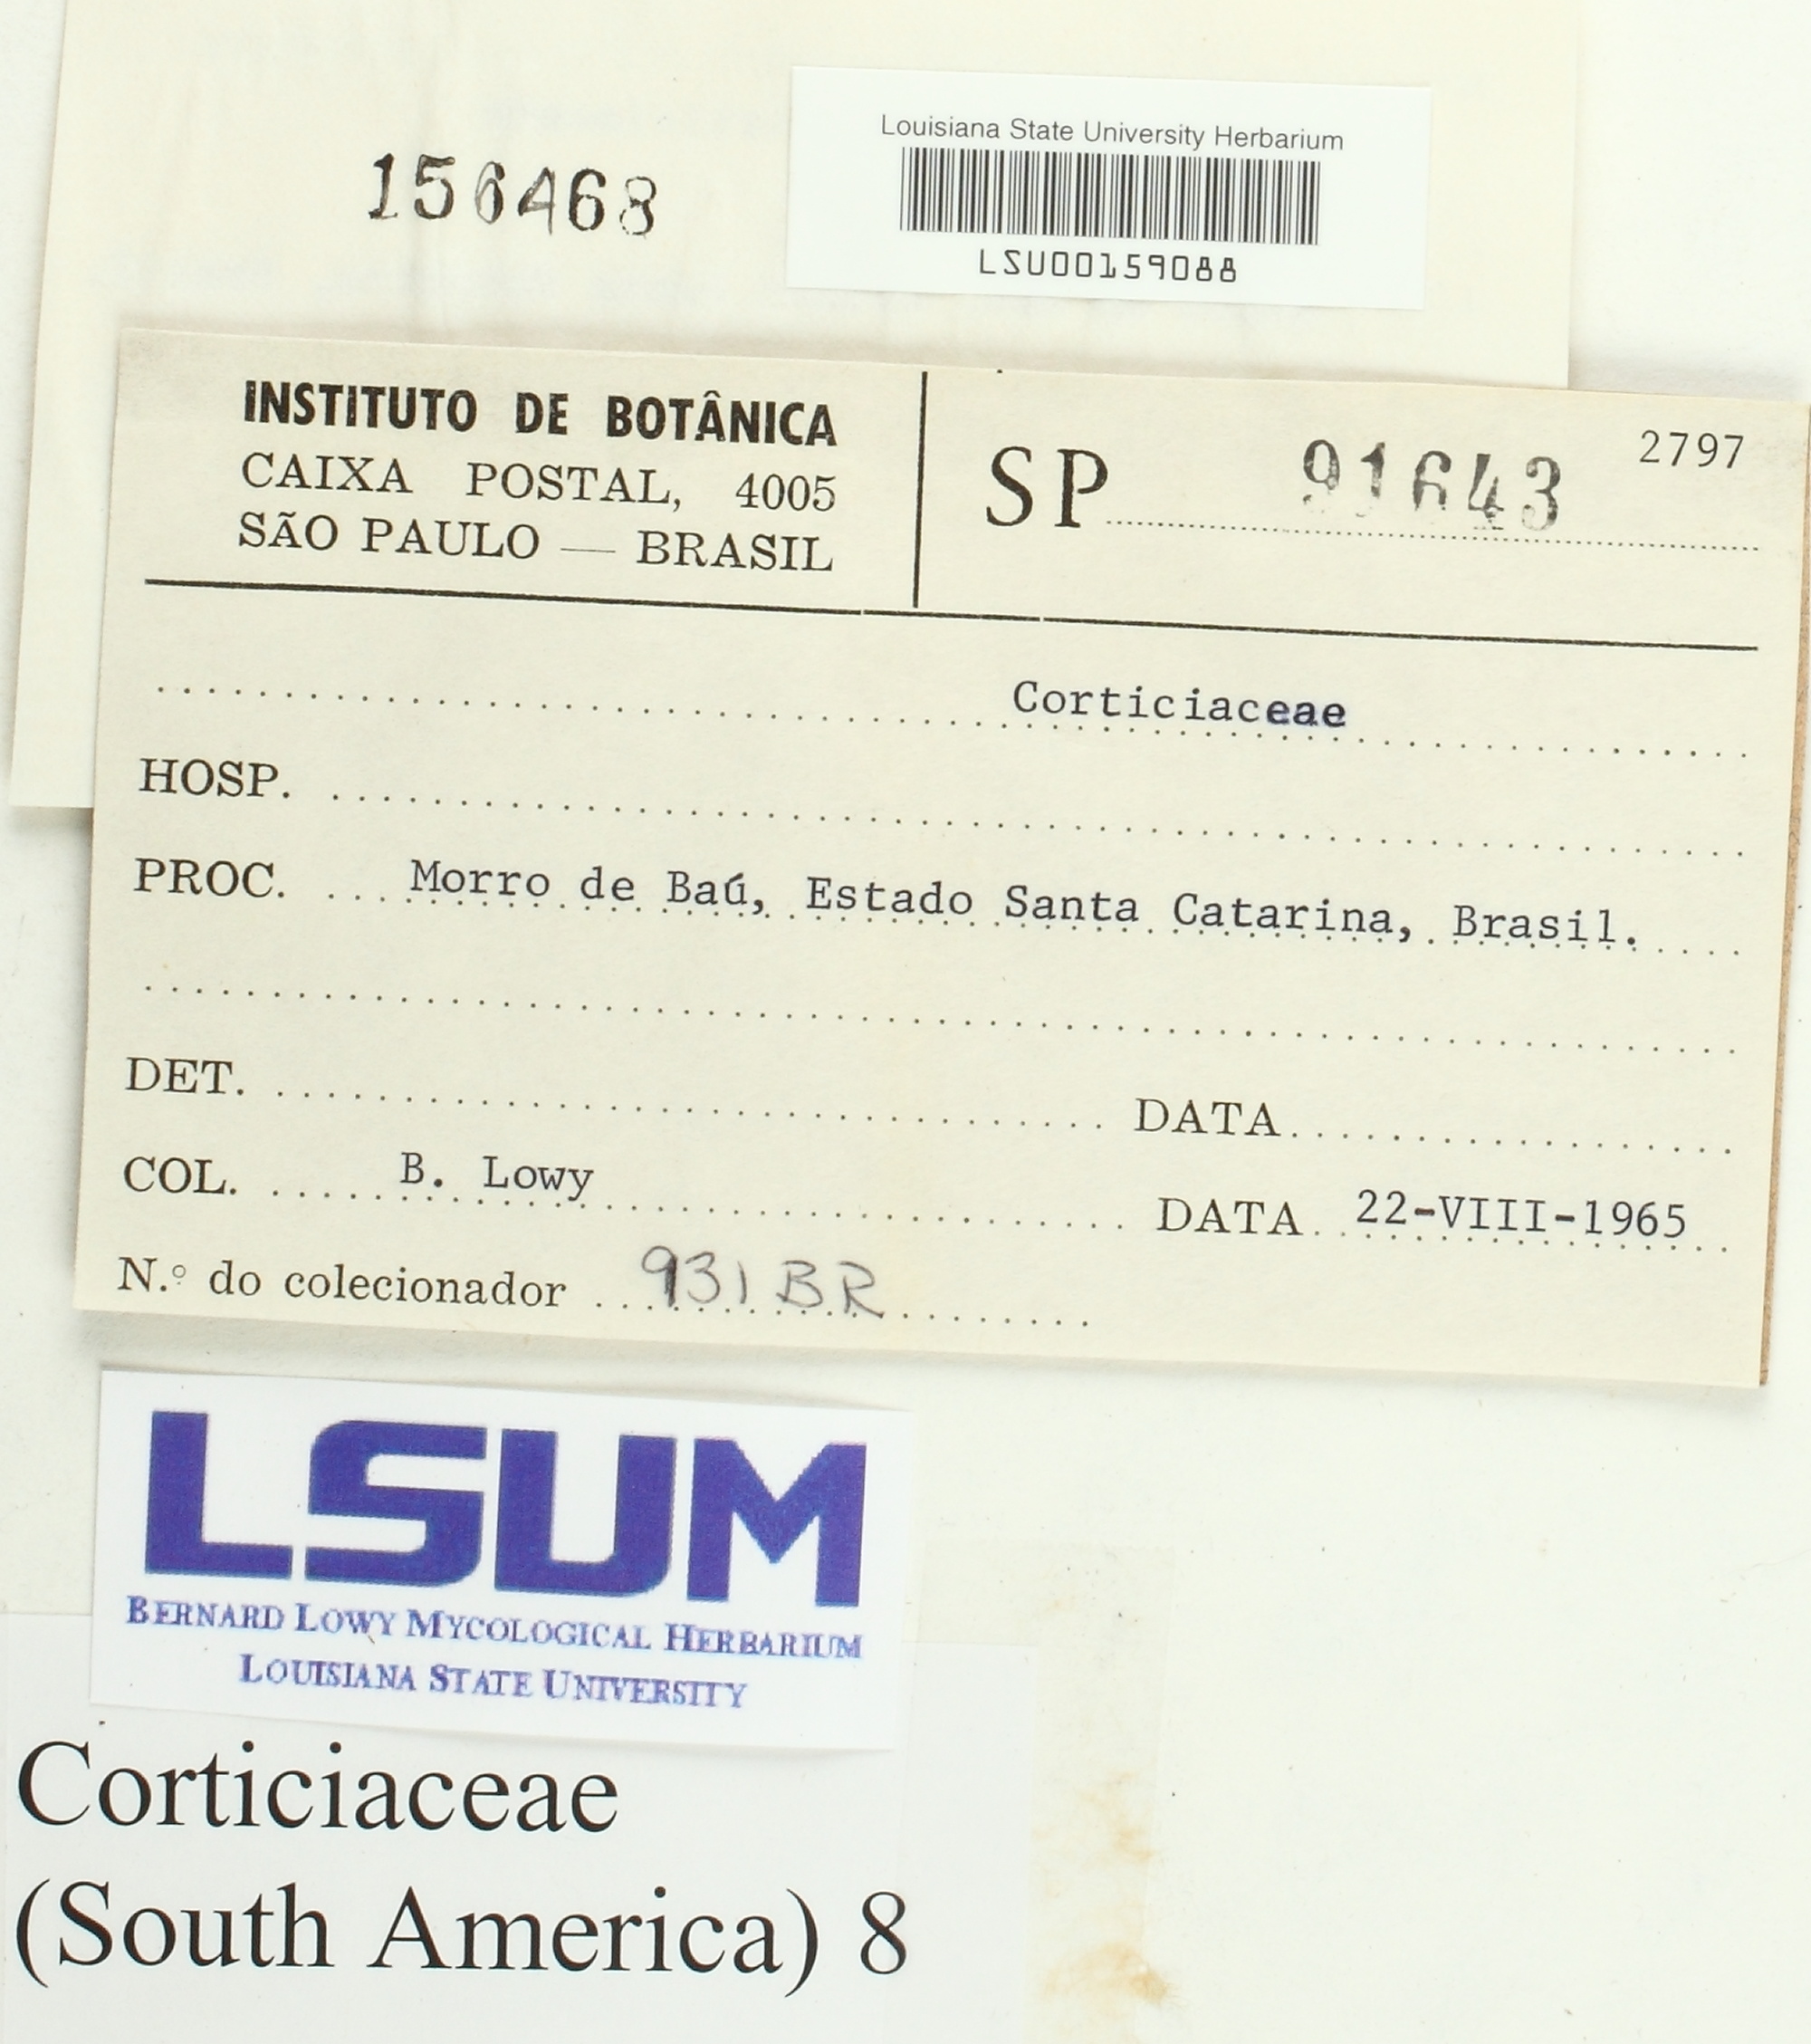 156468
Louisiana State University Herbarium
LSU00159088
INSTITUTO DE BOTÂNICA
CAIXA POSTAL, 4005
SÃO PAULO — BRASIL
SP 91643
2797
Corticiaceae
HOSP.
PROC. Morro de Baú, Estado Santa Catarina, Brasil.
DET. DATA
COL. B. Lowy DATA 22-VIII-1965
N.º do colecionador 931 BR
LSUM
BERNARD LOWY MYCOLOGICAL HERBARIUM
LOUISIANA STATE UNIVERSITY
Corticiaceae
(South America) 8